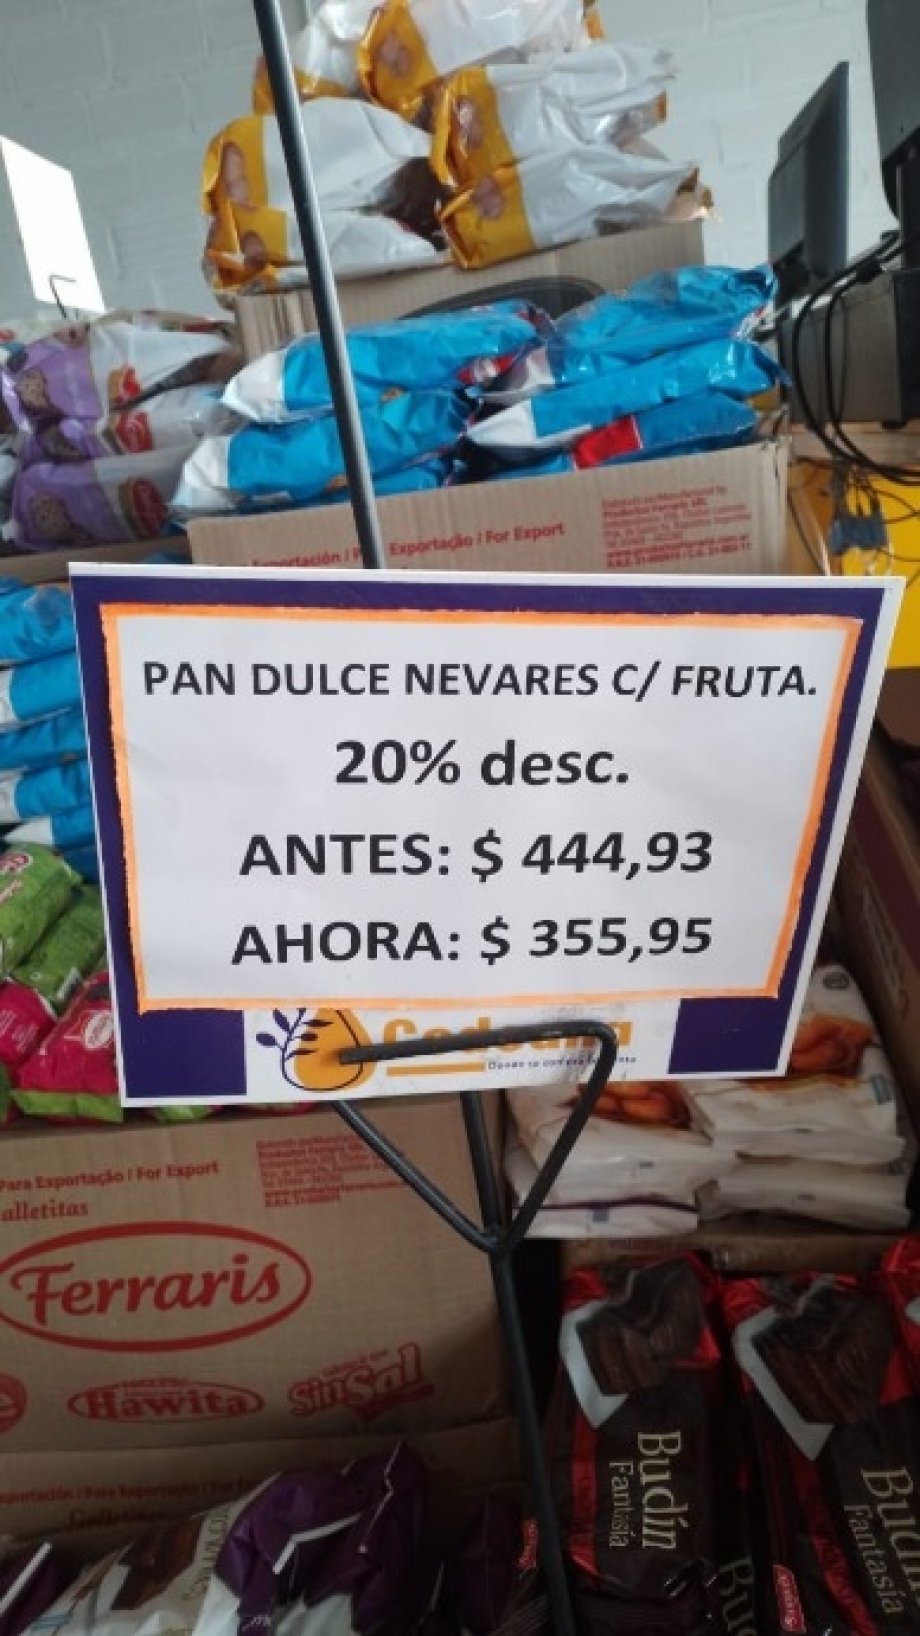 Exportação / For Export
PAN DULCE NEVARES C/ FRUTA.
20% desc.
ANTES: $ 444,93
AHORA: $ 355,95
Para Exportação / For Export
alletitas
Ferraris
Hawita
SinSal
Budín
Fantasía
Budín
Fantasía